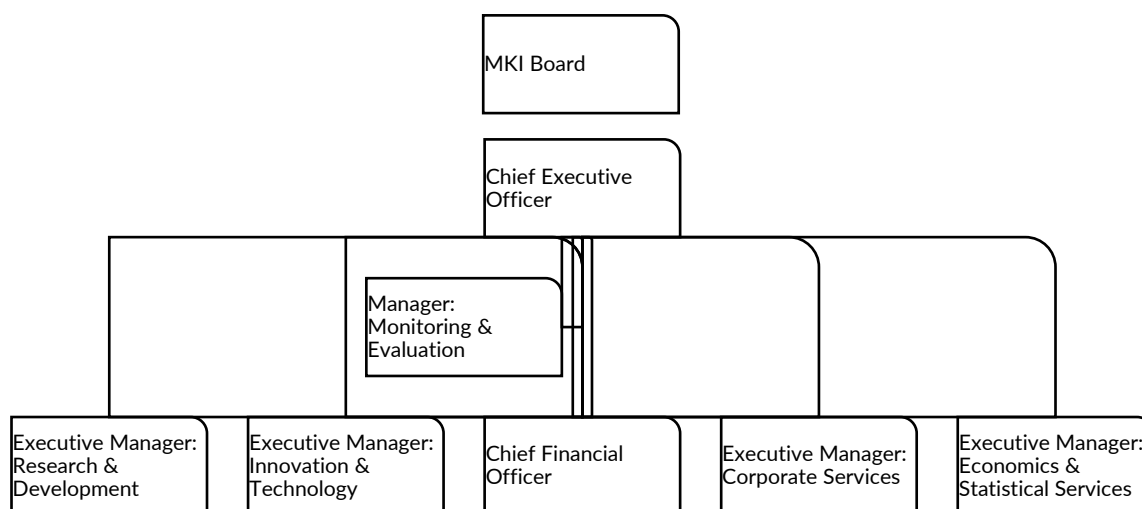 MKI Board
Chief Executive
Officer
Manager:
Monitoring &
Evaluation
Executive Manager:
Research &
Development
Executive Manager:
Innovation &
Technology
Chief Financial
Officer
Executive Manager:
Corporate Services
Executive Manager:
Economics &
Statistical Services